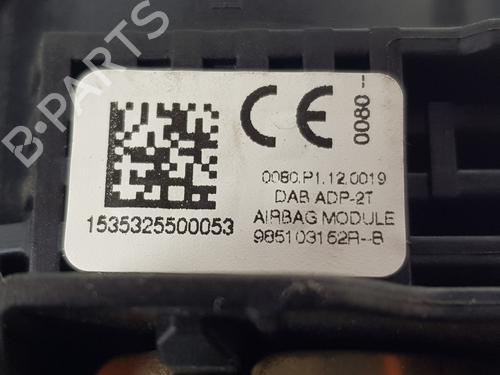 B-PARTS
CE
0080 --
0080.P1.12.0019
DAB ADP-2T
AIRBAG MODULE
985103162R--B
1535325500053